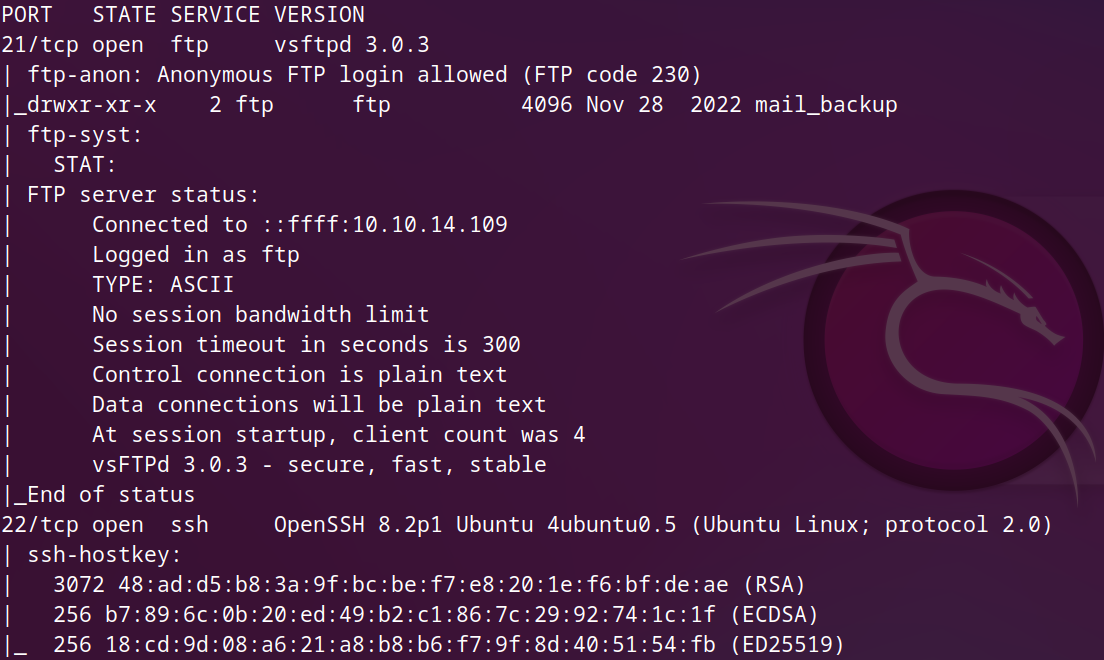 PORT   STATE SERVICE VERSION
21/tcp open  ftp     vsftpd 3.0.3
| ftp-anon: Anonymous FTP login allowed (FTP code 230)
|_drwxr-xr-x    2 ftp      ftp          4096 Nov 28  2022 mail_backup
| ftp-syst:
|   STAT:
| FTP server status:
|      Connected to ::ffff:10.10.14.109
|      Logged in as ftp
|      TYPE: ASCII
|      No session bandwidth limit
|      Session timeout in seconds is 300
|      Control connection is plain text
|      Data connections will be plain text
|      At session startup, client count was 4
|      vsFTPd 3.0.3 - secure, fast, stable
|_End of status
22/tcp open  ssh     OpenSSH 8.2p1 Ubuntu 4ubuntu0.5 (Ubuntu Linux; protocol 2.0)
| ssh-hostkey:
|   3072 48:ad:d5:b8:3a:9f:bc:be:f7:e8:20:1e:f6:bf:de:ae (RSA)
|   256 b7:89:6c:0b:20:ed:49:b2:c1:86:7c:29:92:74:1c:1f (ECDSA)
|_  256 18:cd:9d:08:a6:21:a8:b8:b6:f7:9f:8d:40:51:54:fb (ED25519)